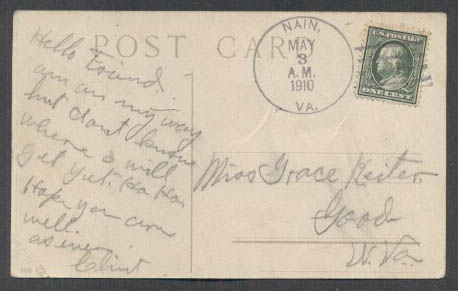 POST CARD
Hello Friend.
am on my way
but don't know
where I will
get yet. Ha Ha
Hope you are
well.
as ever
Clint
NAIN,
MAY
3
A.M.
1910
VA.
U.S. POSTAGE
ONE CENT
Miss Grace Reiter
Good
W. Va.